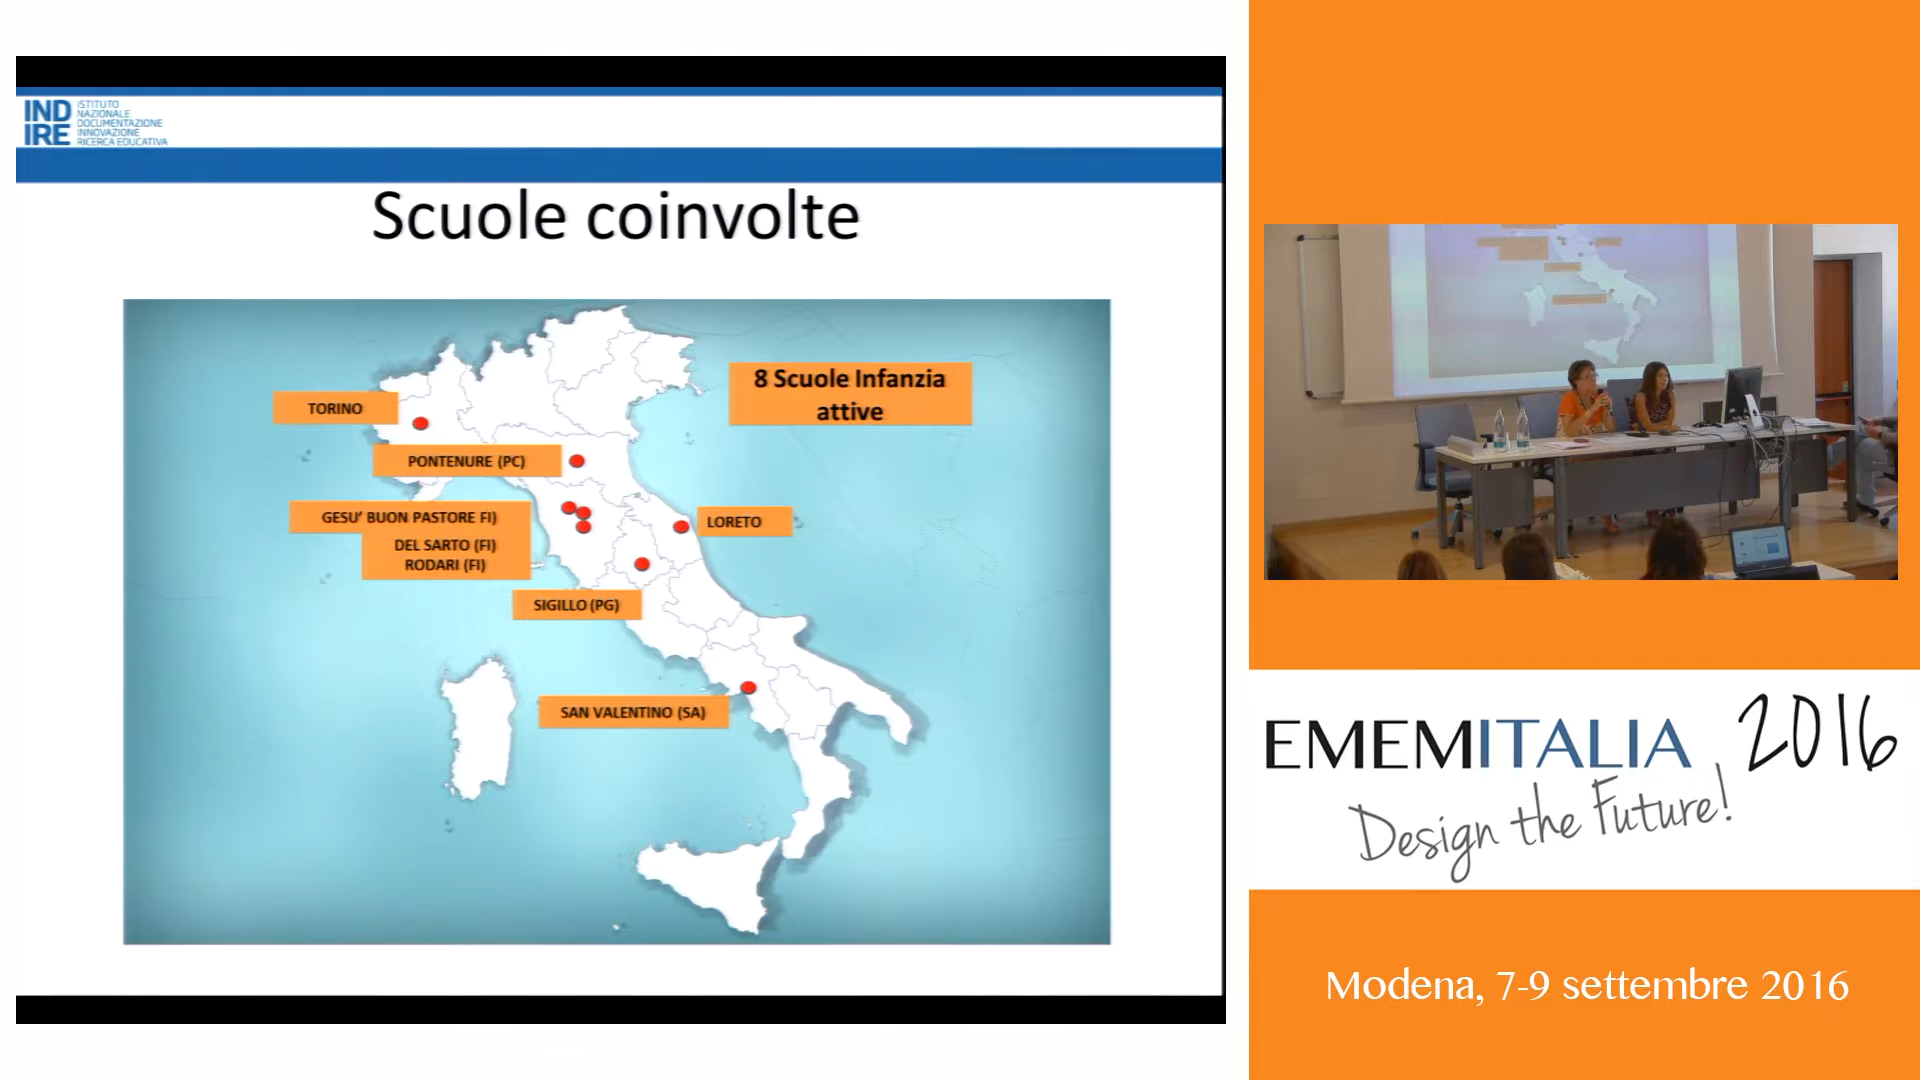 IND
IRE
ISTITUTO
NAZIONALE
DOCUMENTAZIONE
INNOVAZIONE
RICERCA EDUCATIVA
Scuole coinvolte
8 Scuole Infanzia
attive
TORINO
PONTENURE (PC)
GESU' BUON PASTORE FI)
DEL SARTO (FI)
RODARI (FI)
LORETO
SIGILLO (PG)
SAN VALENTINO (SA)
EMEMITALIA 2016
Design the Future!
Modena, 7-9 settembre 2016